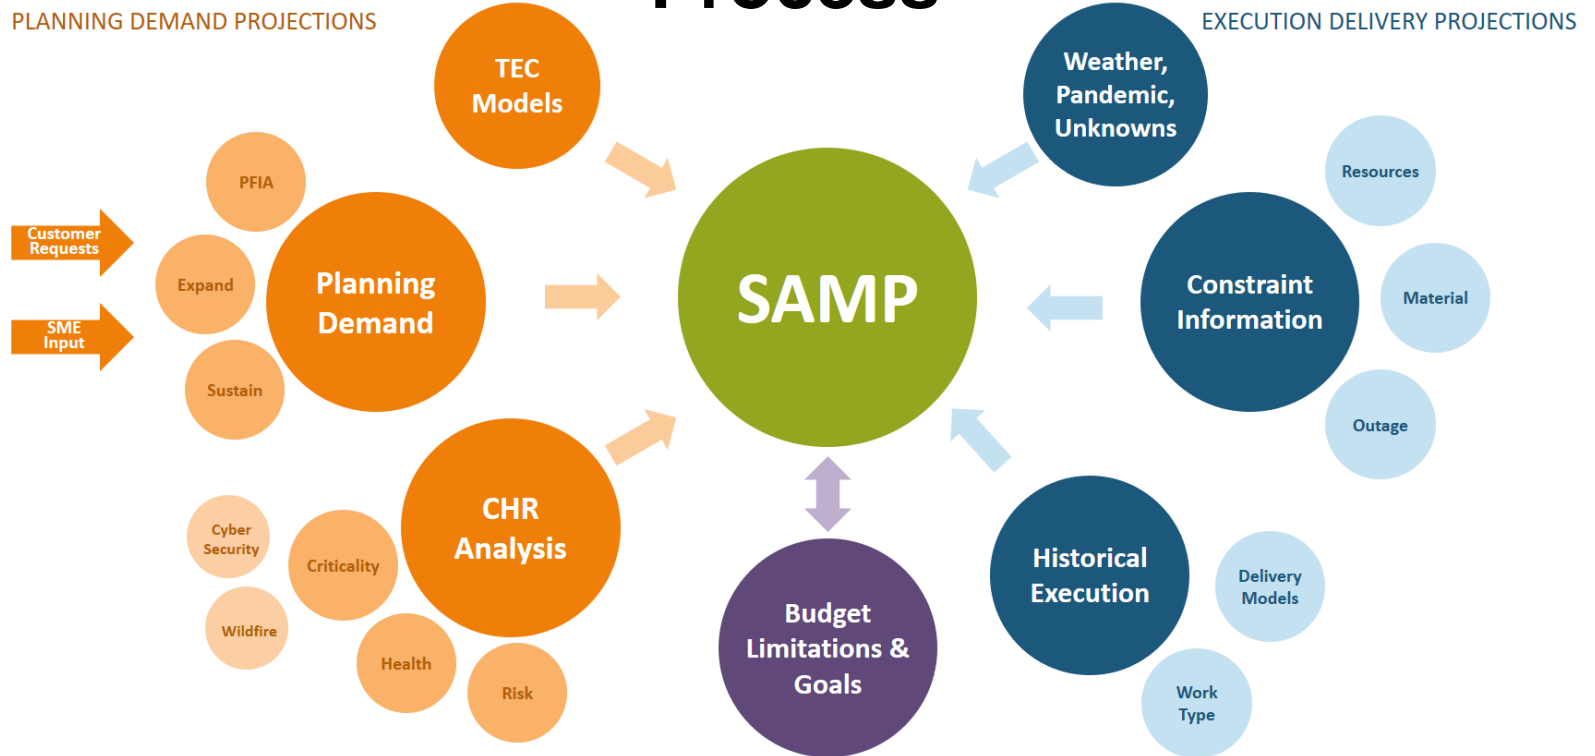 Process
PLANNING DEMAND PROJECTIONS
EXECUTION DELIVERY PROJECTIONS
TEC
Models
Weather,
Pandemic,
Unknowns
PFIA
Customer
Requests
Expand
SME
Input
Sustain
Planning
Demand
SAMP
Constraint
Information
Resources
Material
Outage
CHR
Analysis
Cyber
Security
Criticality
Wildfire
Health
Risk
Budget
Limitations &
Goals
Historical
Execution
Delivery
Models
Work
Type